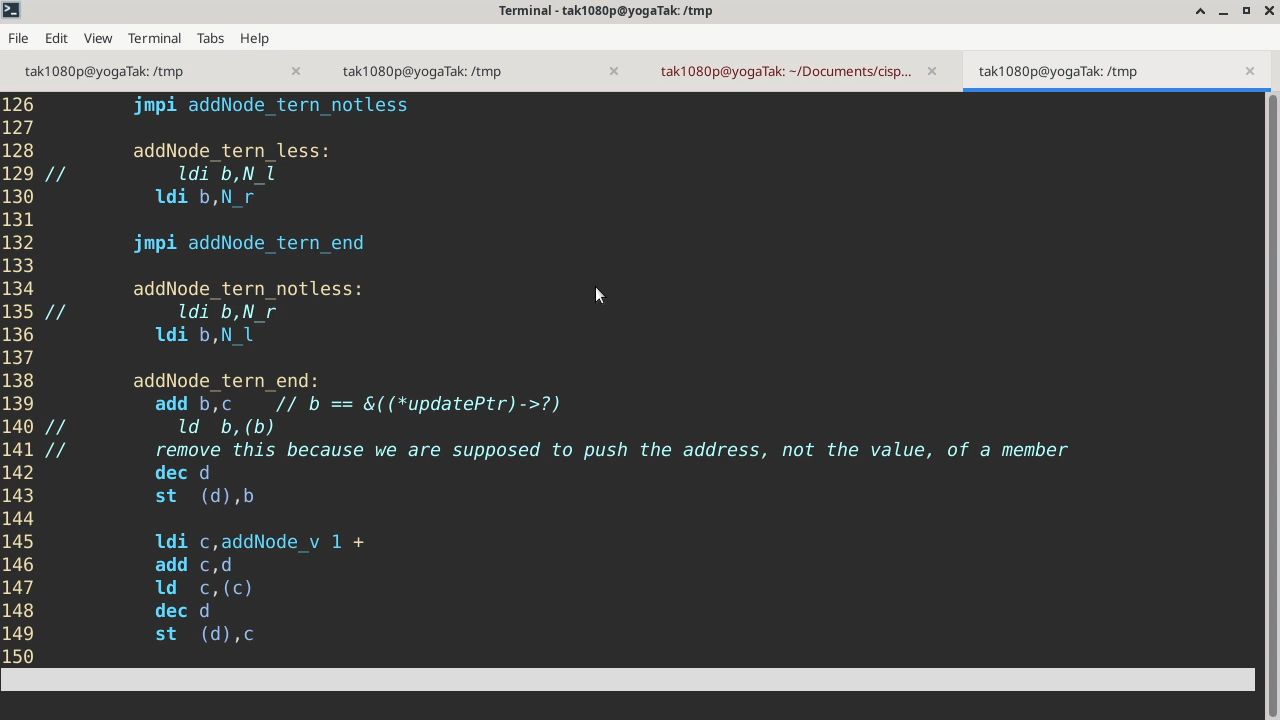 Terminal - tak1080p@yogaTak: /tmp
File Edit View Terminal Tabs Help
tak1080p@yogaTak: /tmp tak1080p@yogaTak: /tmp tak1080p@yogaTak: ~/Documents/cisp... tak1080p@yogaTak: /tmp
126 jmpi addNode_tern_notless
127
128 addNode_tern_less:
129 // ldi b,N_l
130 ldi b,N_r
131
132 jmpi addNode_tern_end
133
134 addNode_tern_notless:
135 // ldi b,N_r
136 ldi b,N_l
137
138 addNode_tern_end:
139 add b,c // b == &((*updatePtr)->?)
140 // ld b,(b)
141 // remove this because we are supposed to push the address, not the value, of a member
142 dec d
143 st (d),b
144
145 ldi c,addNode_v 1 +
146 add c,d
147 ld c,(c)
148 dec d
149 st (d),c
150